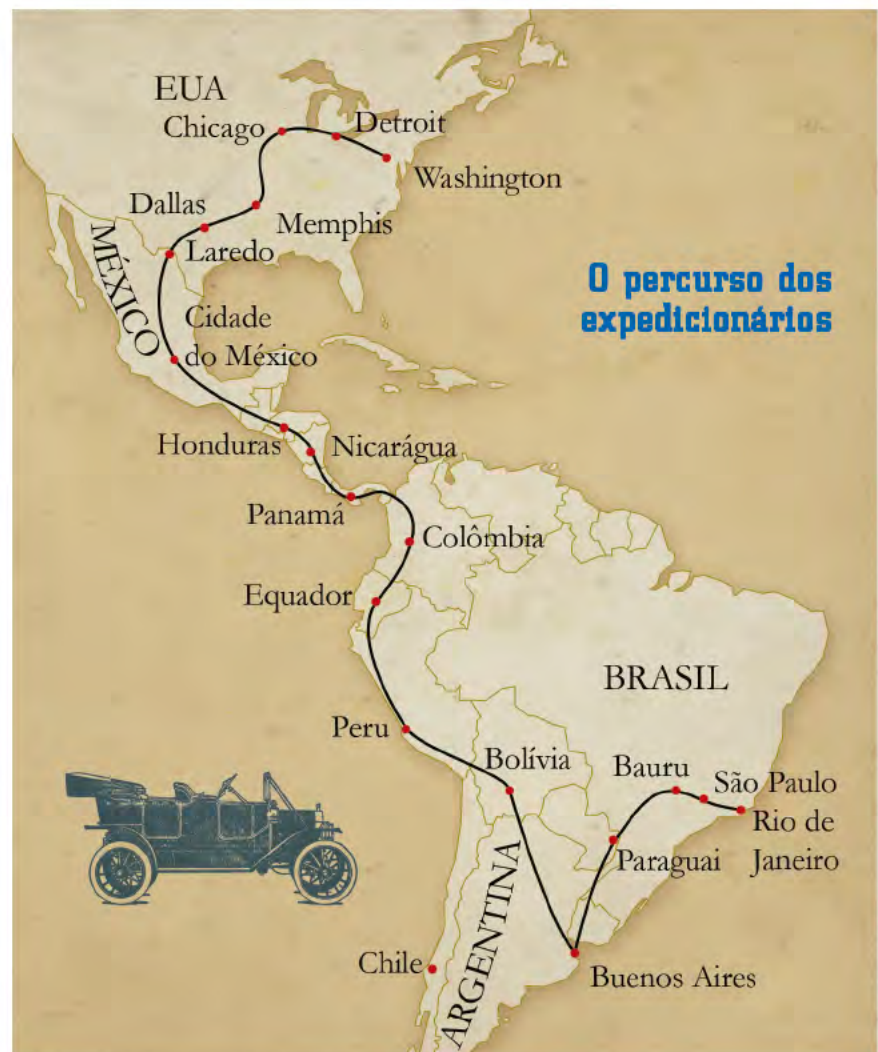 EUA
Chicago
Detroit
Washington
Dallas
Memphis
Laredo
MÉXICO
O percurso dos
expedicionários
Cidade
do México
Honduras
Nicarágua
Panamá
Colômbia
Equador
BRASIL
Peru
Bolívia
Bauru
São Paulo
Rio de
Janeiro
Paraguai
ARGENTINA
Chile
Buenos Aires